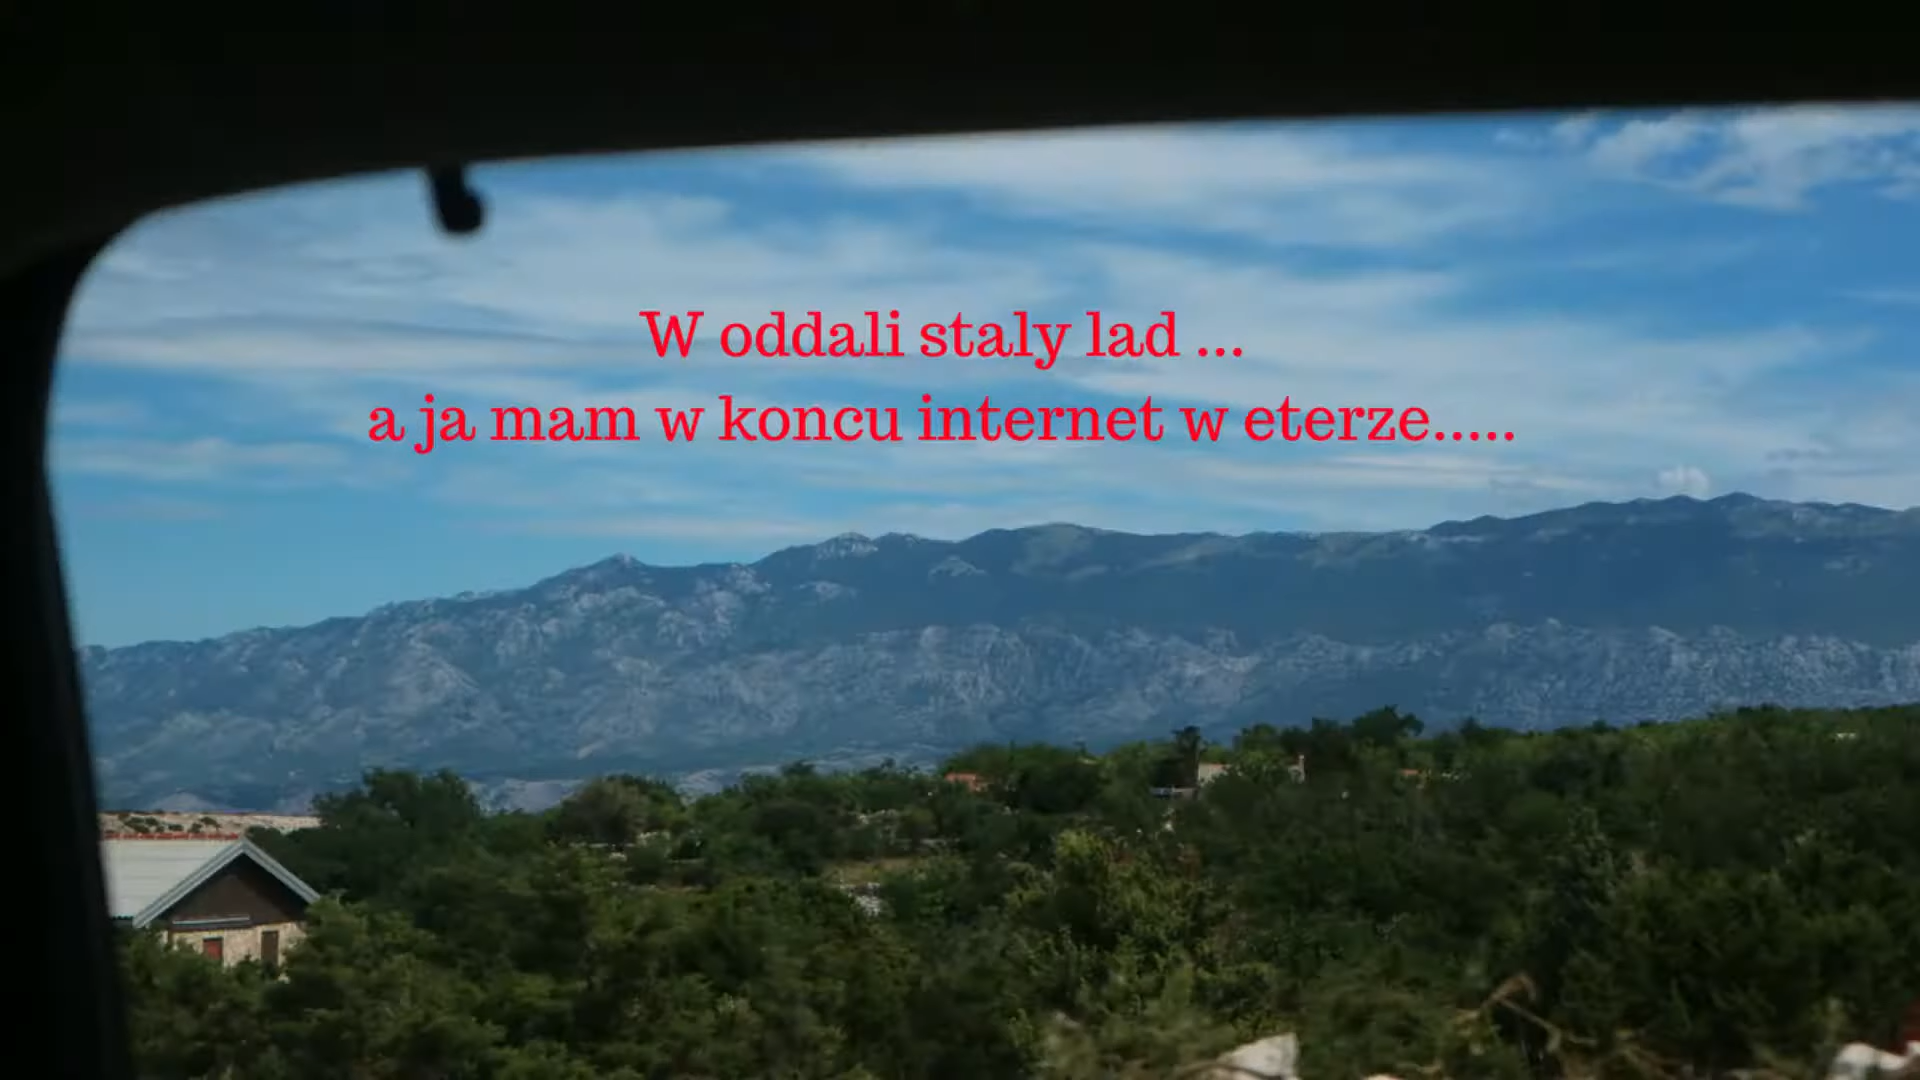 W oddali staly lad ...
a ja mam w koncu internet w eterze.....